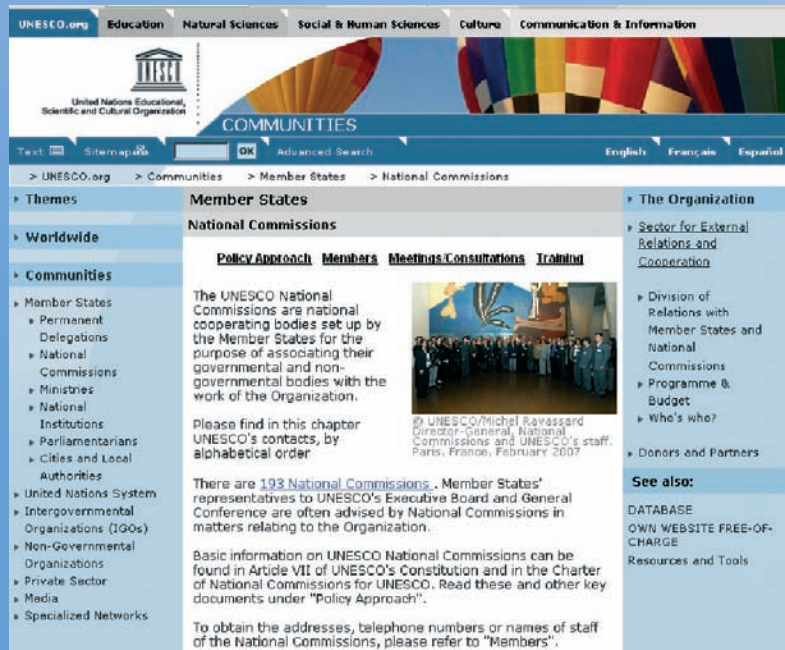 UNESCO.org Education Natural Sciences Social & Human Sciences Culture Communication & Information
UNESCO
United Nations Educational,
Scientific and Cultural Organization
COMMUNITIES
Text Sitemap OK Advanced Search English Français Español
> UNESCO.org > Communities > Member States > National Commissions
Themes
Worldwide
Communities
Member States
Permanent
Delegations
National
Commissions
Ministries
National
Institutions
Parliamentarians
Cities and Local
Authorities
United Nations System
Intergovernmental
Organizations (IGOs)
Non-Governmental
Organizations
Private Sector
Media
Specialized Networks
Member States
National Commissions
Policy Approach Members Meetings/Consultations Training
The UNESCO National
Commissions are national
cooperating bodies set up by
the Member States for the
purpose of associating their
governmental and non-
governmental bodies with the
work of the Organization.
Please find in this chapter
UNESCO's contacts, by
alphabetical order
© UNESCO/Michel Ravassard
Director-General, National
Commissions and UNESCO's staff.
Paris, France, February 2007
There are 193 National Commissions . Member States'
representatives to UNESCO's Executive Board and General
Conference are often advised by National Commissions in
matters relating to the Organization.
Basic information on UNESCO National Commissions can be
found in Article VII of UNESCO's Constitution and in the Charter
of National Commissions for UNESCO. Read these and other key
documents under "Policy Approach".
To obtain the addresses, telephone numbers or names of staff
of the National Commissions, please refer to "Members".
The Organization
Sector for External
Relations and
Cooperation
Division of
Relations with
Member States and
National
Commissions
Programme &
Budget
Who's who?
Donors and Partners
See also:
DATABASE
OWN WEBSITE FREE-OF-
CHARGE
Resources and Tools